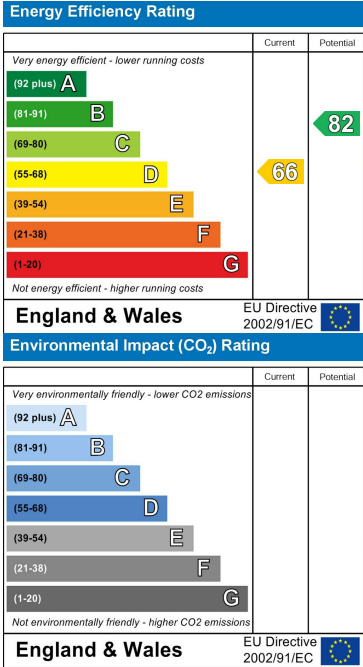 Energy Efficiency Rating
Current Potential
Very energy efficient - lower running costs
(92 plus) A
(81-91) B
82
(69-80) C
(55-68) D
66
(39-54) E
(21-38) F
(1-20) G
Not energy efficient - higher running costs
England & Wales
EU Directive
2002/91/EC
Environmental Impact (CO₂) Rating
Current Potential
Very environmentally friendly - lower CO2 emissions
(92 plus) A
(81-91) B
(69-80) C
(55-68) D
(39-54) E
(21-38) F
(1-20) G
Not environmentally friendly - higher CO2 emissions
England & Wales
EU Directive
2002/91/EC